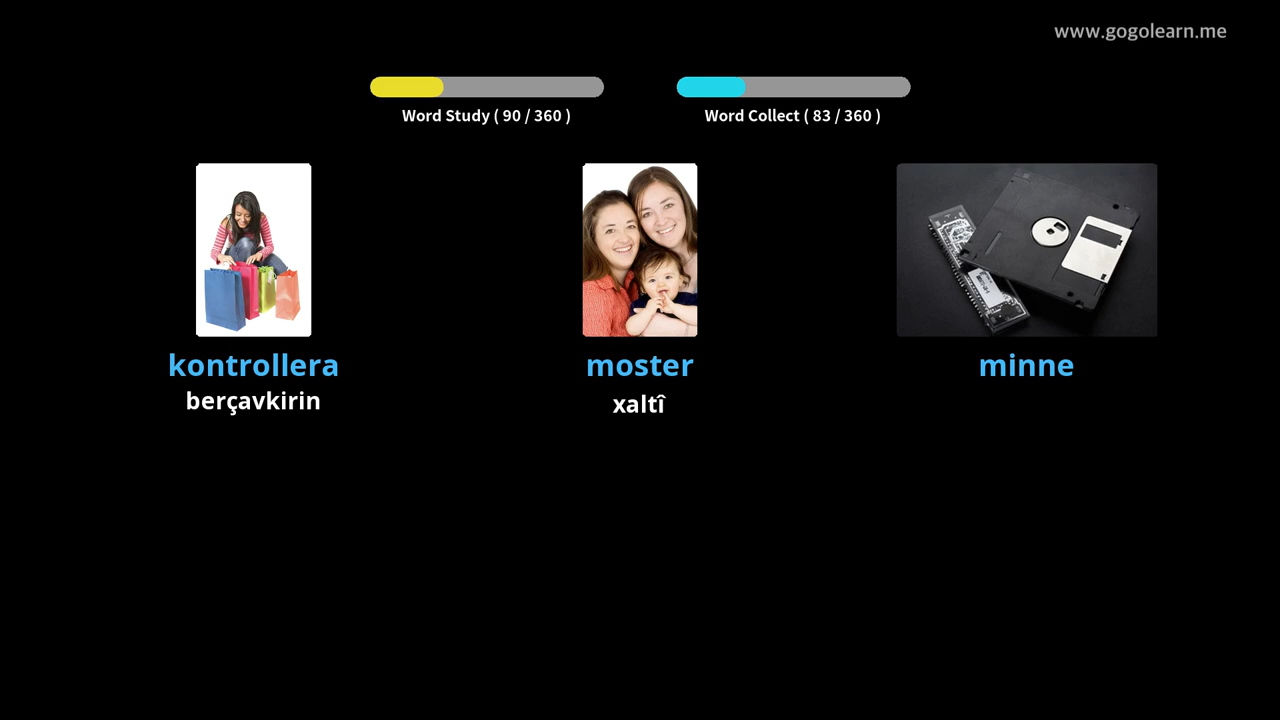 www.gogolearn.me
Word Study ( 90 / 360 )
Word Collect ( 83 / 360 )
kontrollera
berçavkirin
moster
xaltî
minne